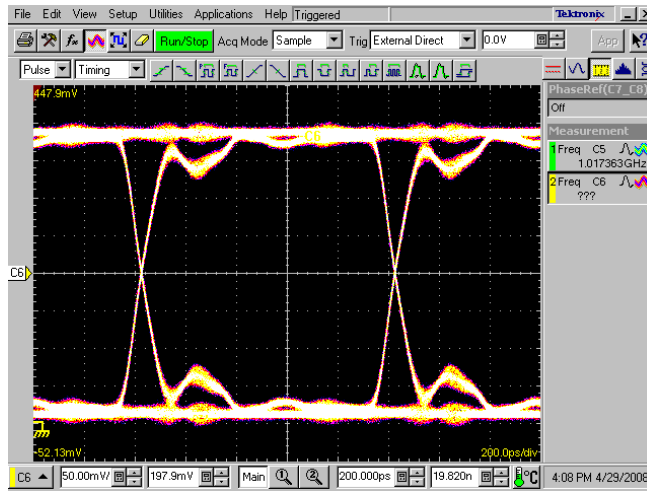 File Edit View Setup Utilities Applications Help Triggered Tektronix
Run/Stop Acq Mode Sample Trig External Direct 0.0V App
Pulse Timing
447.9mV
C6
C6
-52.13mV
200.0ps/div
PhaseRef(C7_C8)
Off
Measurement
1 Freq C5
1.017363GHz
2 Freq C6
???
C6 50.00mV/ 197.9mV Main 200.000ps 19.820n °C 4:08 PM 4/29/2008